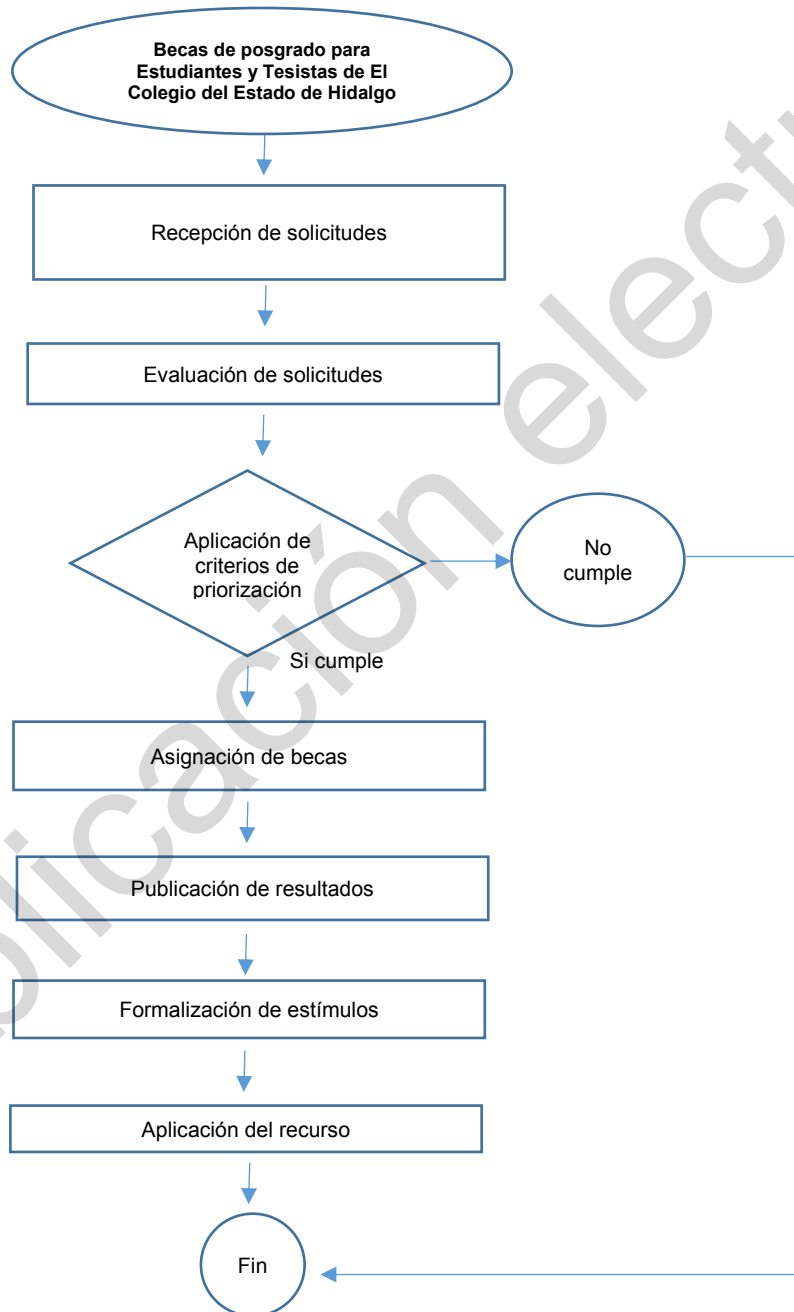 Becas de posgrado para
Estudiantes y Tesistas de El
Colegio del Estado de Hidalgo
Recepción de solicitudes
Evaluación de solicitudes
Aplicación de
criterios de
priorización
No
cumple
Si cumple
Asignación de becas
Publicación de resultados
Formalización de estímulos
Aplicación del recurso
Fin